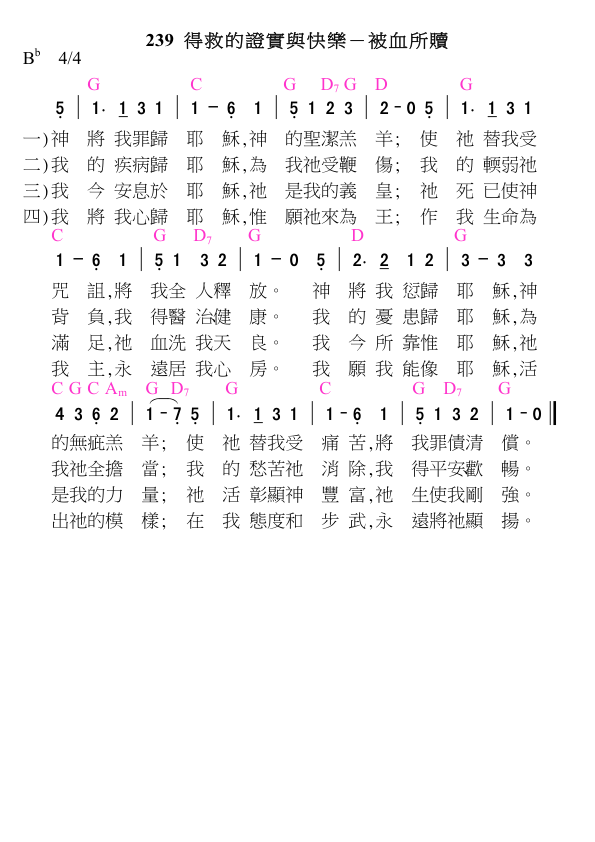 239 得救的證實與快樂－被血所贖
B♭ 4/4
G C G D7 G D G
5̣ | 1· 1 3 1 | 1 – 6̣ 1 | 5̣ 1 2 3 | 2 – 0 5̣ | 1· 1 3 1
一)神 將 我罪歸 耶 穌,神 的聖潔羔 羊; 使 祂 替我受
二)我 的 疾病歸 耶 穌,為 我祂受鞭 傷; 我 的 輭弱祂
三)我 今 安息於 耶 穌,祂 是我的義 皇; 祂 死 已使神
四)我 將 我心歸 耶 穌,惟 願祂來為 王; 作 我 生命為
C G D7 G D G
1 – 6̣ 1 | 5̣ 1 3 2 | 1 – 0 5̣ | 2· 2 1 2 | 3 – 3 3
咒 詛,將 我全 人釋 放。 神 將 我 愆歸 耶 穌,神
背 負,我 得醫 治健 康。 我 的 憂 患歸 耶 穌,為
滿 足,祂 血洗 我天 良。 我 今 所 靠惟 耶 穌,祂
我 主,永 遠居 我心 房。 我 願 我 能像 耶 穌,活
C G C Am G D7 G C G D7 G
4 3 6̣ 2 | 1 – 7̣ 5̣ | 1· 1 3 1 | 1 – 6̣ 1 | 5̣ 1 3 2 | 1 – 0 ‖
的無疵羔 羊; 使 祂 替我受 痛 苦,將 我罪債清 償。
我祂全擔 當; 我 的 愁苦祂 消 除,我 得平安歡 暢。
是我的力 量; 祂 活 彰顯神 豐 富,祂 生使我剛 強。
出祂的模 樣; 在 我 態度和 步 武,永 遠將祂顯 揚。